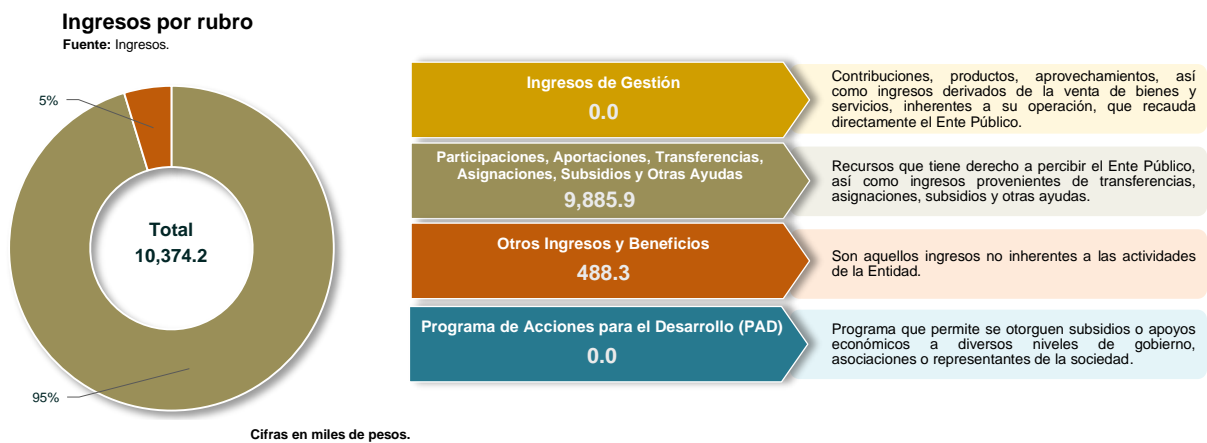 Ingresos por rubro
Fuente: Ingresos.
5%
Total
10,374.2
95%
Ingresos de Gestión
0.0
Contribuciones, productos, aprovechamientos, así
como ingresos derivados de la venta de bienes y
servicios, inherentes a su operación, que recauda
directamente el Ente Público.
Participaciones, Aportaciones, Transferencias,
Asignaciones, Subsidios y Otras Ayudas
9,885.9
Recursos que tiene derecho a percibir el Ente Público,
así como ingresos provenientes de transferencias,
asignaciones, subsidios y otras ayudas.
Otros Ingresos y Beneficios
488.3
Son aquellos ingresos no inherentes a las actividades
de la Entidad.
Programa de Acciones para el Desarrollo (PAD)
0.0
Programa que permite se otorguen subsidios o apoyos
económicos a diversos niveles de gobierno,
asociaciones o representantes de la sociedad.
Cifras en miles de pesos.